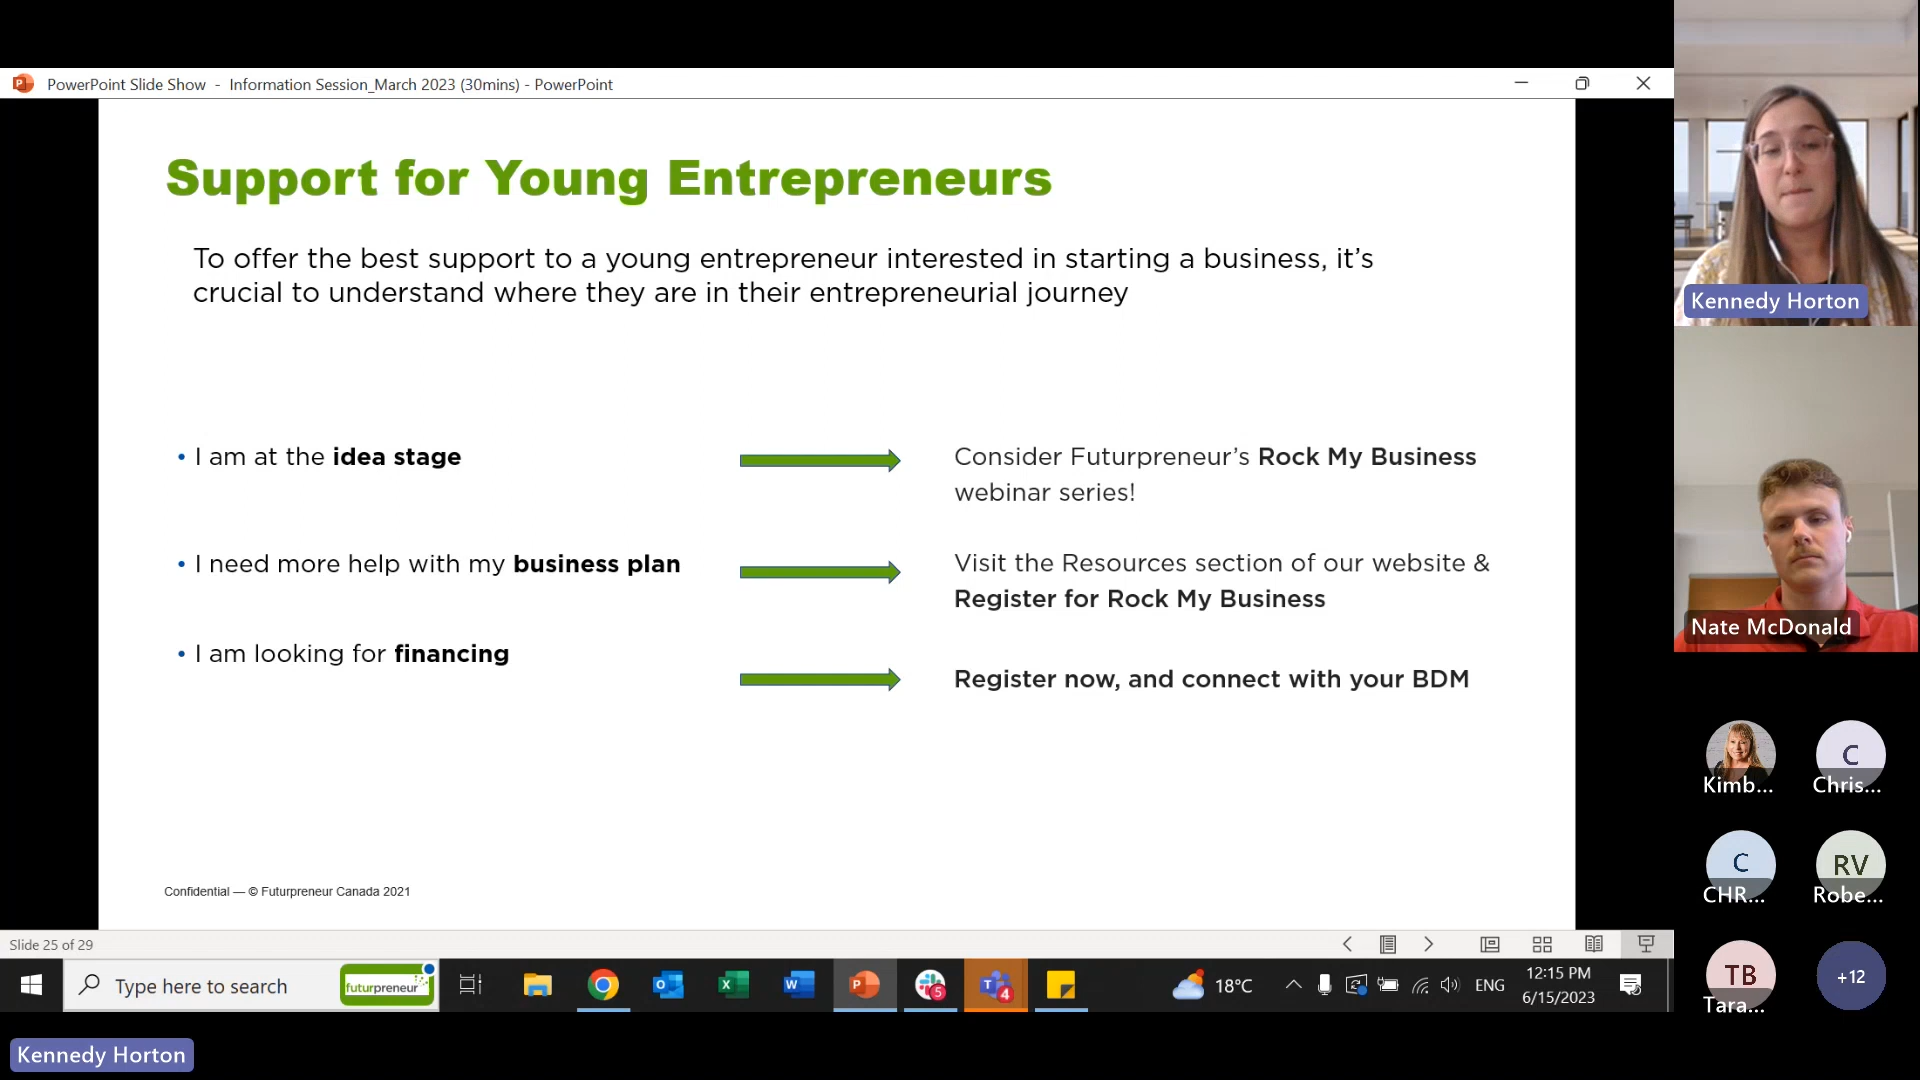 PowerPoint Slide Show - Information Session_March 2023 (30mins) - PowerPoint
Support for Young Entrepreneurs
To offer the best support to a young entrepreneur interested in starting a business, it’s
crucial to understand where they are in their entrepreneurial journey
• I am at the idea stage
Consider Futurpreneur’s Rock My Business
webinar series!
• I need more help with my business plan
Visit the Resources section of our website &
Register for Rock My Business
• I am looking for financing
Register now, and connect with your BDM
Confidential — © Futurpreneur Canada 2021
Slide 25 of 29
Type here to search
futurpreneur
5
4
18°C
ENG
12:15 PM
6/15/2023
Kennedy Horton
Kennedy Horton
Nate McDonald
Kimb...
C
Chris...
C
CHR...
RV
Robe...
TB
Tara...
+12